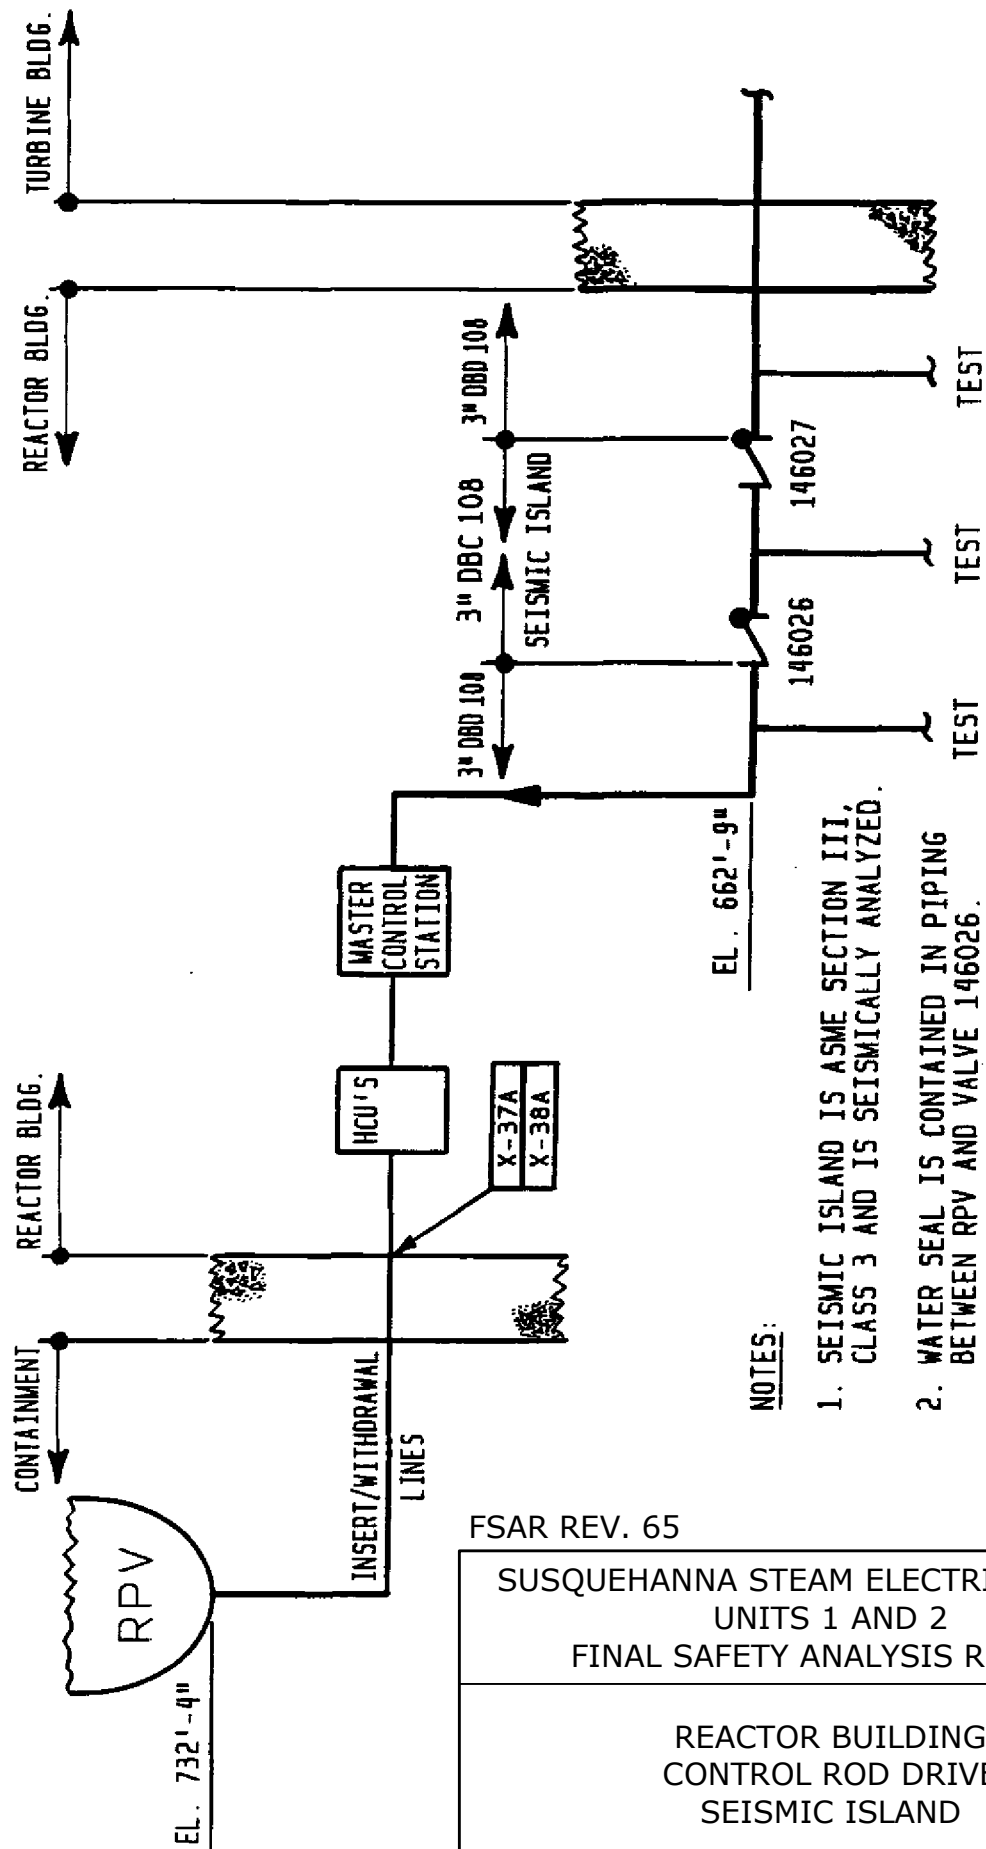 CONTAINMENT
REACTOR BLDG.
REACTOR BLDG.
TURBINE BLDG.
RPV
EL. 732'-4"
INSERT/WITHDRAWAL
LINES
X-37A
X-38A
HCU'S
MASTER
CONTROL
STATION
3" DBD 108
3" DBC 108
SEISMIC ISLAND
3" DBD 108
EL. 662'-9"
146026
146027
TEST
TEST
TEST
NOTES:
1. SEISMIC ISLAND IS ASME SECTION III,
CLASS 3 AND IS SEISMICALLY ANALYZED.
2. WATER SEAL IS CONTAINED IN PIPING
BETWEEN RPV AND VALVE 146026.
FSAR REV. 65
SUSQUEHANNA STEAM ELECTRI
UNITS 1 AND 2
FINAL SAFETY ANALYSIS R
REACTOR BUILDING
CONTROL ROD DRIVE
SEISMIC ISLAND